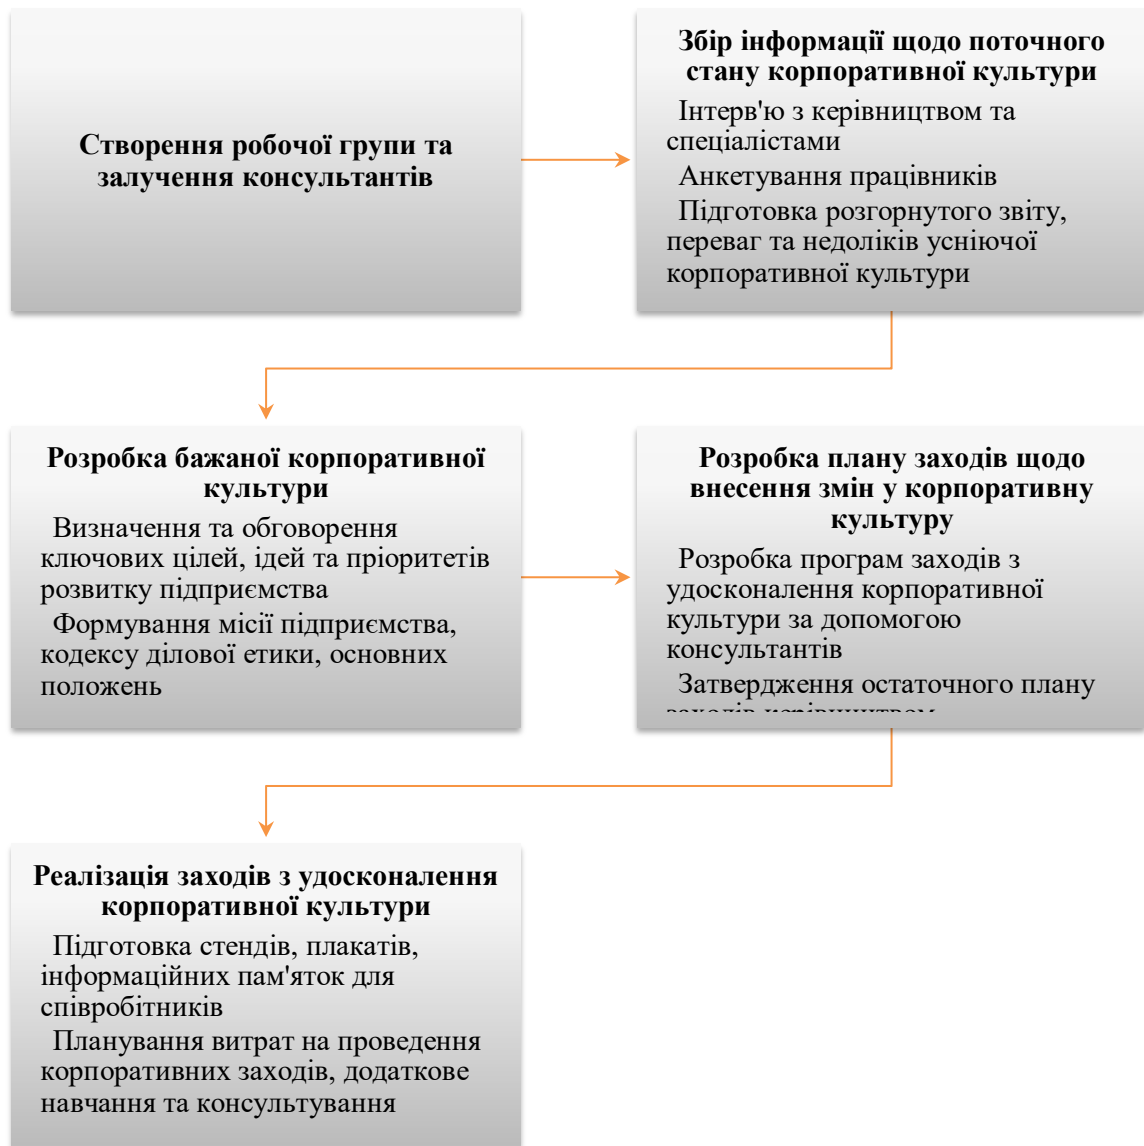 Створення робочої групи та
залучення консультантів
Збір інформації щодо поточного
стану корпоративної культури
Інтерв'ю з керівництвом та
спеціалістами
Анкетування працівників
Підготовка розгорнутого звіту,
переваг та недоліків усніючої
корпоративної культури
Розробка бажаної корпоративної
культури
Визначення та обговорення
ключових цілей, ідей та пріоритетів
розвитку підприємства
Формування місії підприємства,
кодексу ділової етики, основних
положень
Розробка плану заходів щодо
внесення змін у корпоративну
культуру
Розробка програм заходів з
удосконалення корпоративної
культури за допомогою
консультантів
Затвердження остаточного плану
заходів керівництвом
Реалізація заходів з удосконалення
корпоративної культури
Підготовка стендів, плакатів,
інформаційних пам'яток для
співробітників
Планування витрат на проведення
корпоративних заходів, додаткове
навчання та консультування